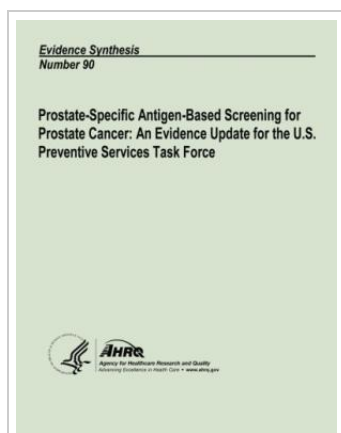 Evidence Synthesis
Number 90
Prostate-Specific Antigen-Based Screening for
Prostate Cancer: An Evidence Update for the U.S.
Preventive Services Task Force
AHRQ
Agency for Healthcare Research and Quality
Advancing Excellence in Health Care • www.ahrq.gov